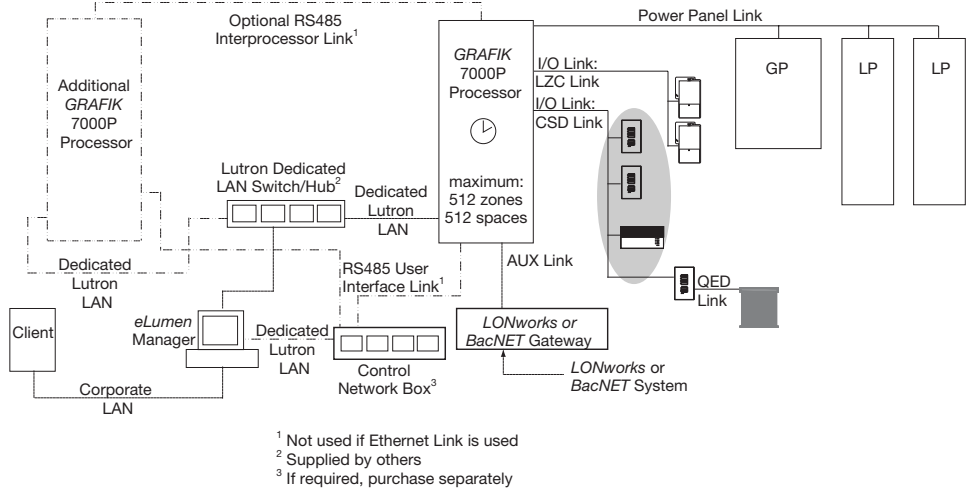 Optional RS485
Interprocessor Link¹
Additional
GRAFIK
7000P
Processor
GRAFIK
7000P
Processor
maximum:
512 zones
512 spaces
Power Panel Link
GP
LP
LP
I/O Link:
LZC Link
I/O Link:
CSD Link
Lutron Dedicated
LAN Switch/Hub²
Dedicated
Lutron
LAN
Dedicated
Lutron
LAN
RS485 User
Interface Link¹
AUX Link
QED
Link
Client
eLumen
Manager
Dedicated
Lutron
LAN
Control
Network Box³
LONworks or
BacNET Gateway
LONworks or
BacNET System
Corporate
LAN
¹ Not used if Ethernet Link is used
² Supplied by others
³ If required, purchase separately